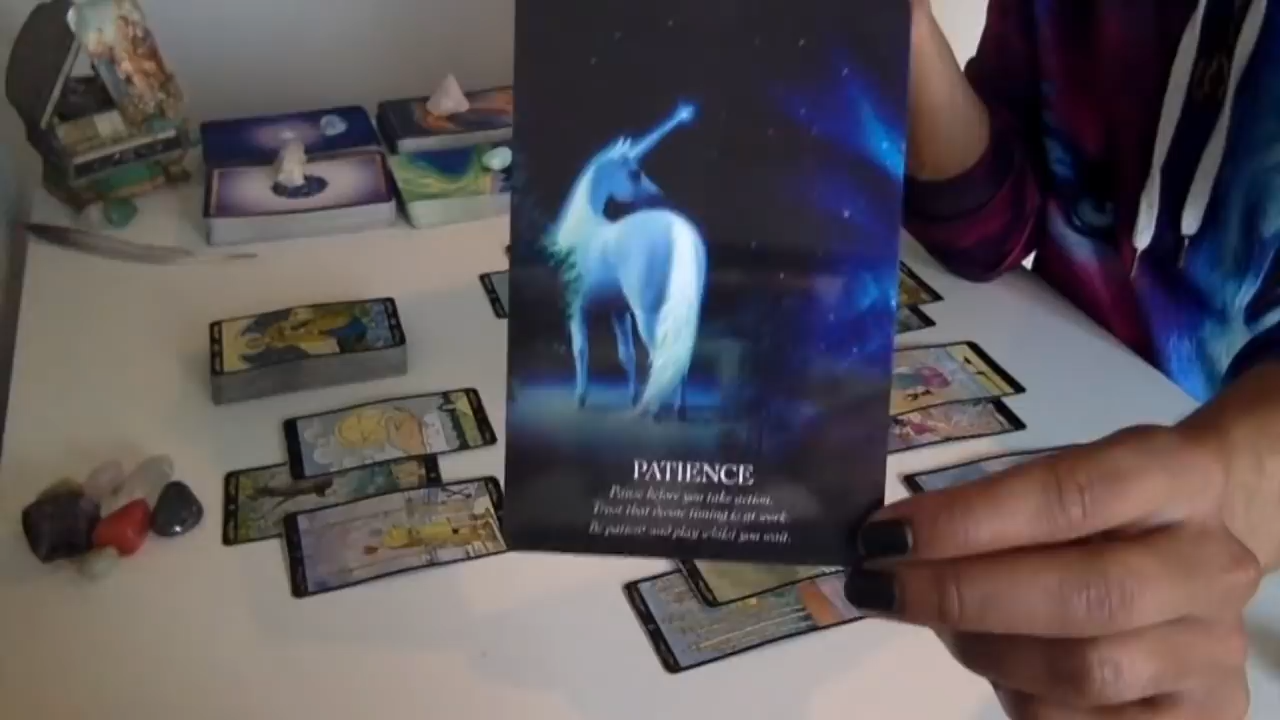 PATIENCE
Pause before you take action.
Trust that divine timing is at work.
Be patient and play whilst you wait.